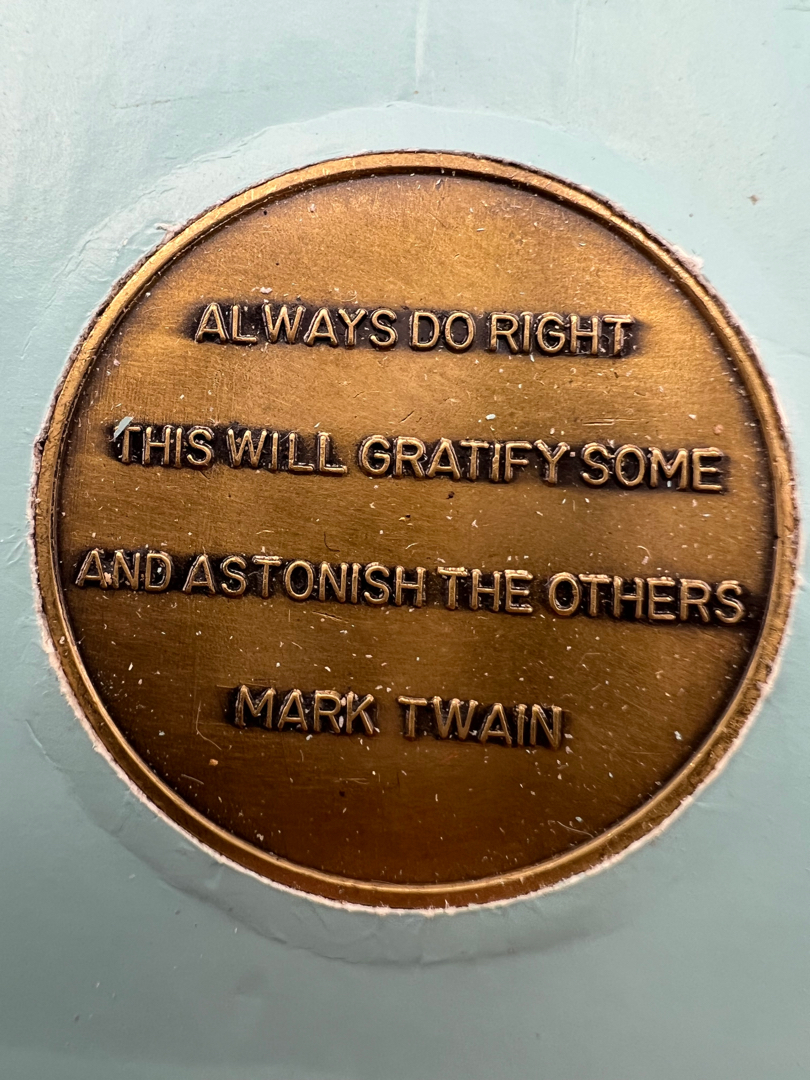 ALWAYS DO RIGHT
THIS WILL GRATIFY SOME
AND ASTONISH THE OTHERS
MARK TWAIN